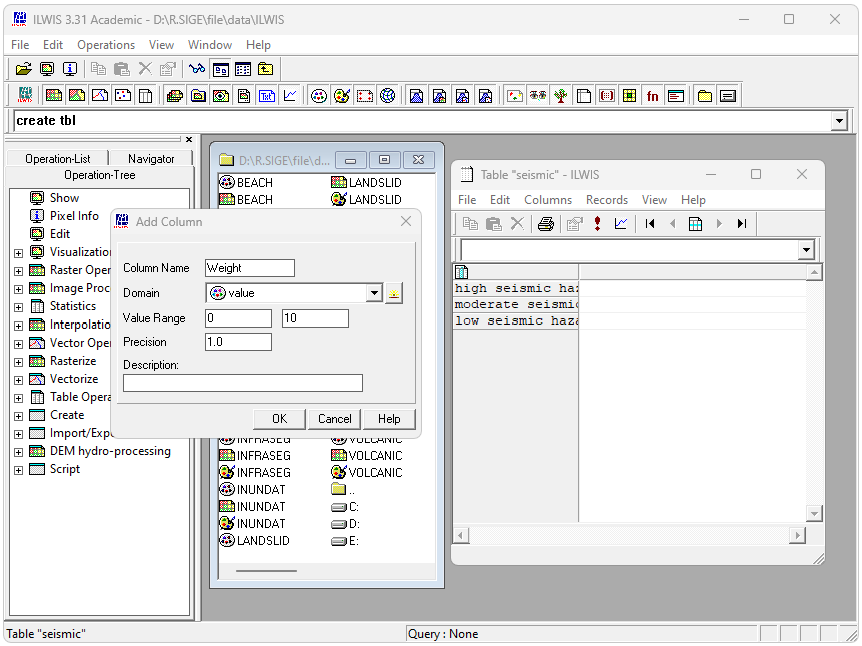 ILWIS 3.31 Academic - D:\R.SIGE\file\data\ILWIS
File Edit Operations View Window Help
create tbl
Operation-List Navigator
Operation-Tree
Show
Pixel Info
Edit
Visualizatio
Raster Oper
Image Proc
Statistics
Interpolatio
Vector Oper
Rasterize
Vectorize
Table Opera
Create
Import/Expo
DEM hydro-processing
Script
D:\R.SIGE\file\d...
BEACH LANDSLID
BEACH LANDSLID
INFRASEG VOLCANIC
INFRASEG VOLCANIC
INFRASEG VOLCANIC
INUNDAT ..
INUNDAT C:
INUNDAT D:
LANDSLID E:
Add Column
Column Name Weight
Domain value
Value Range 0 10
Precision 1.0
Description:
OK Cancel Help
Table "seismic" - ILWIS
File Edit Columns Records View Help
high seismic haz
moderate seismic
low seismic haza
Table "seismic"
Query : None